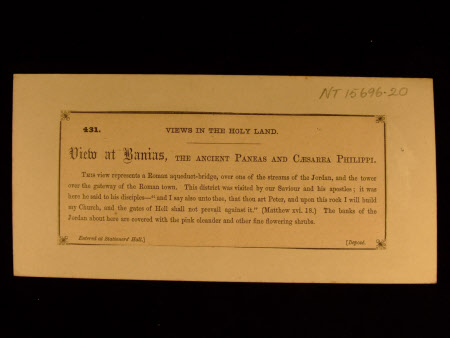 NT 15696-20
431.
VIEWS IN THE HOLY LAND.
View at Banias, THE ANCIENT PANEAS AND CÆSAREA PHILIPPI.
THIS view represents a Roman aqueduct-bridge, over one of the streams of the Jordan, and the tower
over the gateway of the Roman town. This district was visited by our Saviour and his apostles; it was
here he said to his disciples—“and I say also unto thee, that thou art Peter, and upon this rock I will build
my Church, and the gates of Hell shall not prevail against it.” [Matthew xvi. 18.] The banks of the
Jordan about here are covered with the pink oleander and other fine flowering shrubs.
Entered at Stationers' Hall.]
[Deposé.